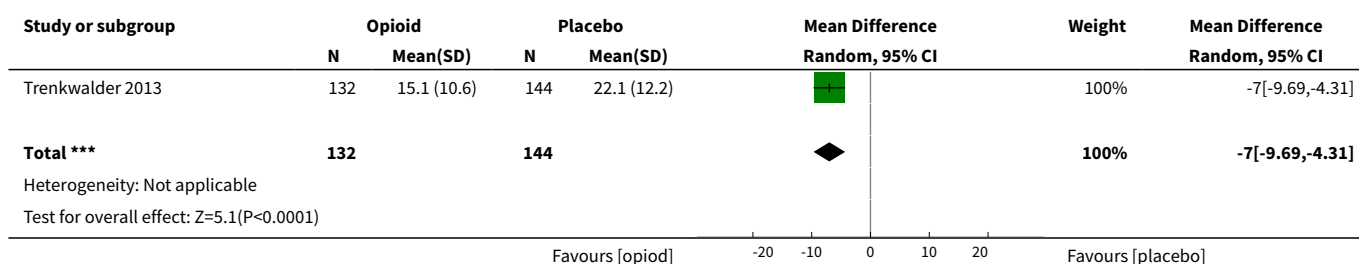 Study or subgroup Opioid Placebo Mean Difference Weight Mean Difference
N Mean(SD) N Mean(SD) Random, 95% CI Random, 95% CI
Trenkwalder 2013 132 15.1 (10.6) 144 22.1 (12.2) 100% -7[-9.69,-4.31]
Total *** 132 144 100% -7[-9.69,-4.31]
Heterogeneity: Not applicable
Test for overall effect: Z=5.1(P<0.0001)
Favours [opiod] -20 -10 0 10 20 Favours [placebo]